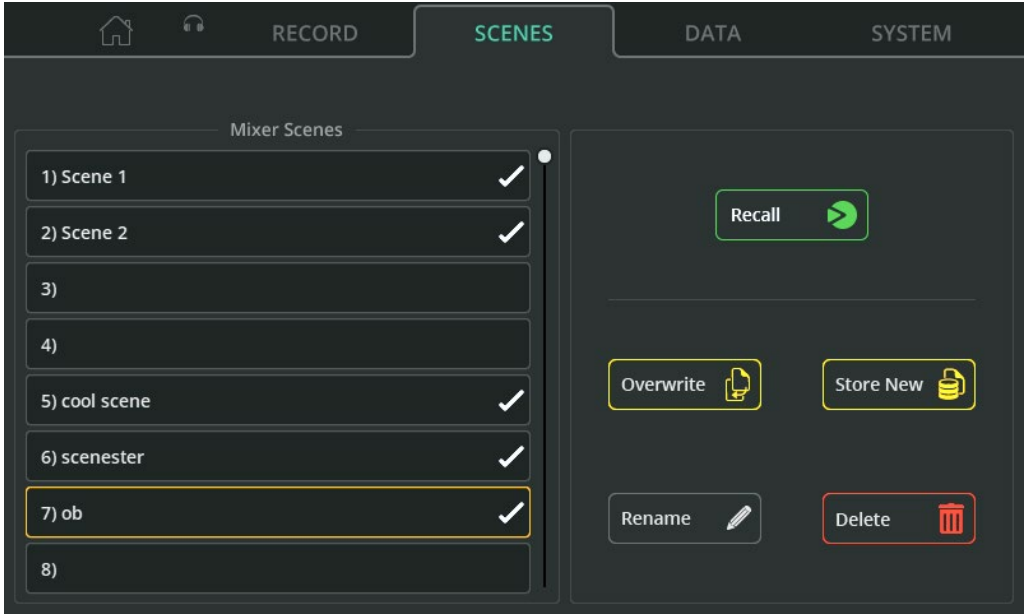 RECORD SCENES DATA SYSTEM
Mixer Scenes
1) Scene 1
2) Scene 2
3)
4)
5) cool scene
6) scenester
7) ob
8)
Recall
Overwrite Store New
Rename Delete